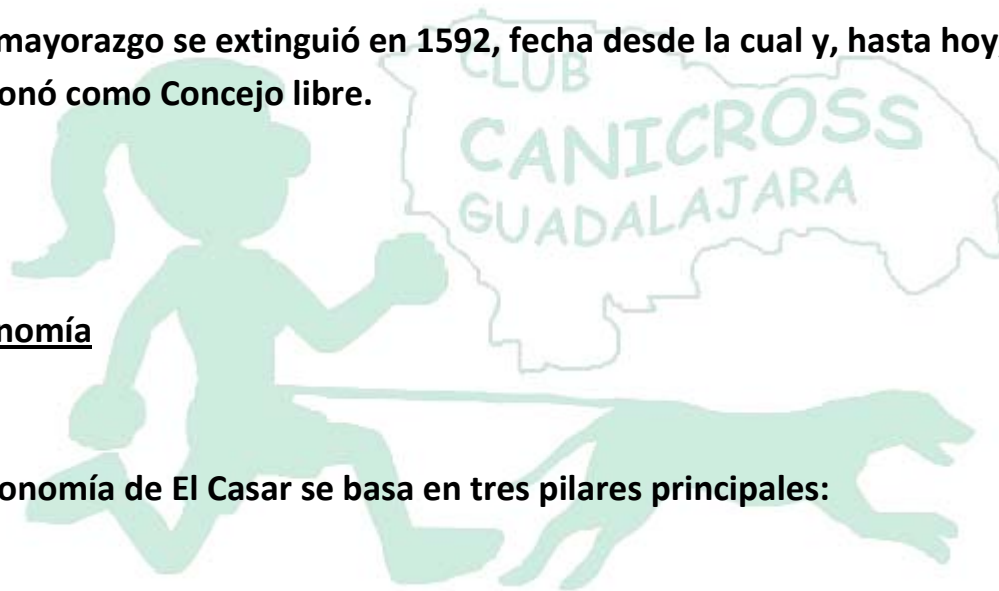 mayorazgo se extinguió en 1592, fecha desde la cual y, hasta hoy,
onó como Concejo libre.
CLUB
CANICROSS
GUADALAJARA
nomía
onomía de El Casar se basa en tres pilares principales: